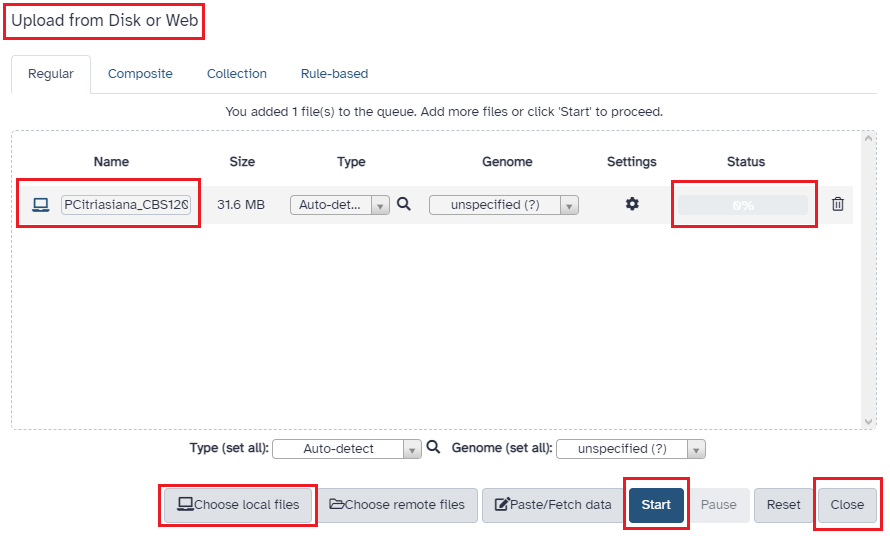 Upload from Disk or Web
Regular Composite Collection Rule-based
You added 1 file(s) to the queue. Add more files or click 'Start' to proceed.
Name Size Type Genome Settings Status
PCitriasiana_CBS120 31.6 MB Auto-det... unspecified (?) 0%
Type (set all): Auto-detect Genome (set all): unspecified (?)
Choose local files Choose remote files Paste/Fetch data Start Pause Reset Close